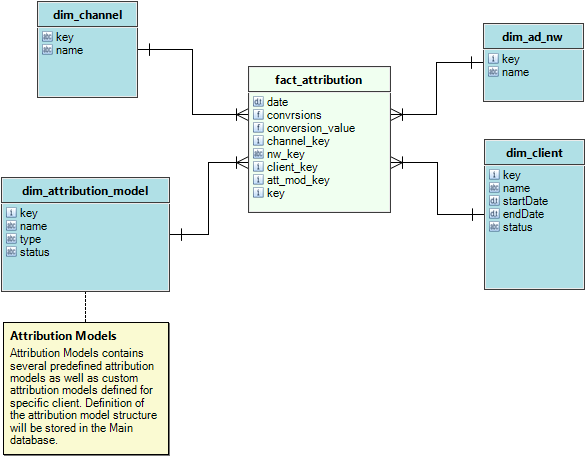 dim_channel
key
name
dim_ad_nw
key
name
fact_attribution
date
convrsions
conversion_value
channel_key
nw_key
client_key
att_mod_key
key
dim_client
key
name
startDate
endDate
status
dim_attribution_model
key
name
type
status
Attribution Models
Attribution Models contains
several predefined attribution
models as well as custom
attribution models defined for
specific client. Definition of
the attribution model structure
will be stored in the Main
database.